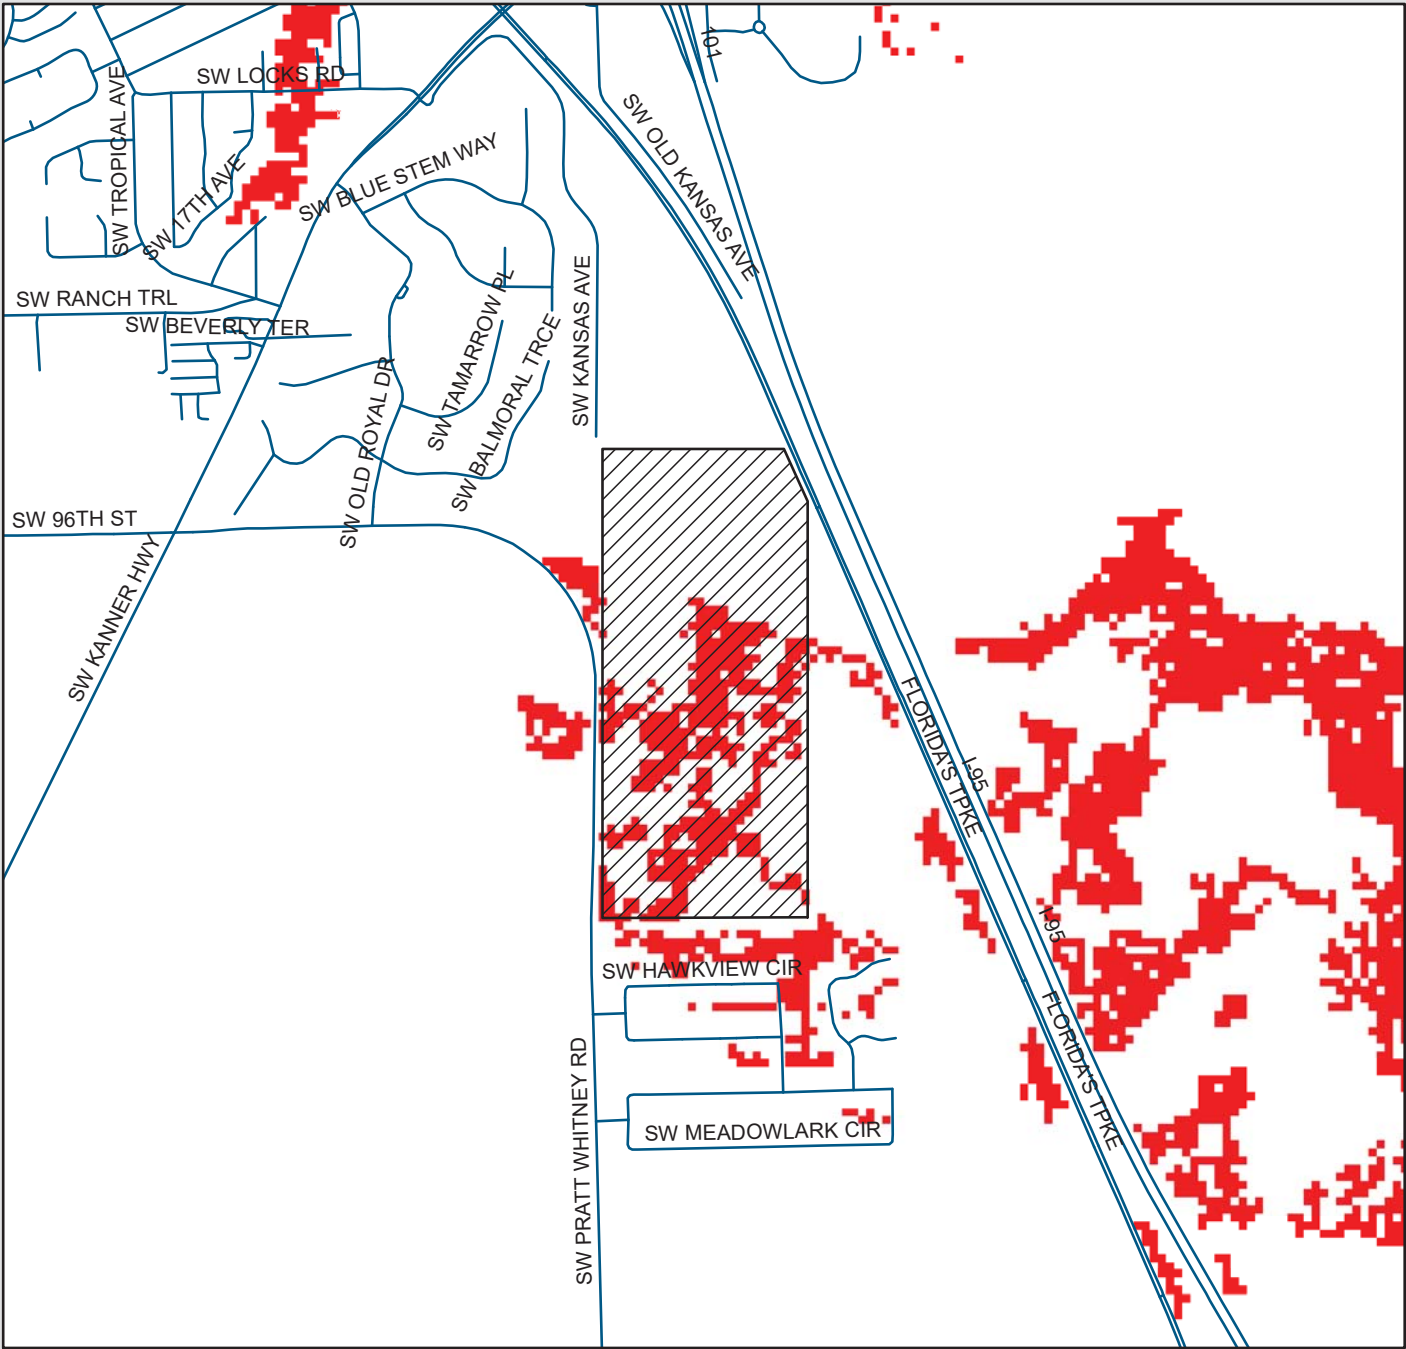 101
SW LOCKS RD
SW TROPICAL AVE
SW OLD KANSAS AVE
SW BLUE STEM WAY
SW 17TH AVE
SW RANCH TRL
SW BEVERLY TER
SW KANSAS AVE
SW TAMARROW PL
SW BALMORAL TRCE
SW OLD ROYAL DR
SW 96TH ST
SW KANNER HWY
FLORIDA'S TPKE
I-95
I-95
SW HAWKVIEW CIR
FLORIDA'S TPKE
SW PRATT WHITNEY RD
SW MEADOWLARK CIR